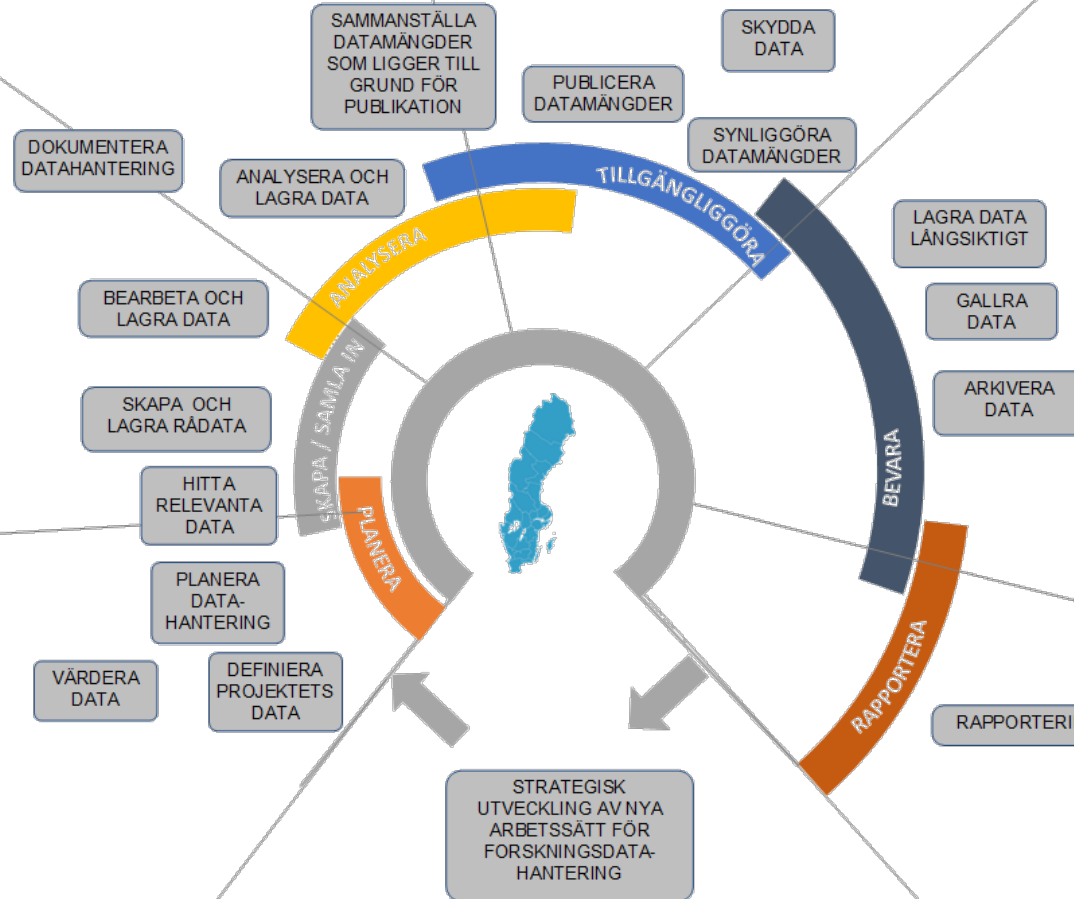 SAMMANSTÄLLA
DATAMÄNGDER
SOM LIGGER TILL
GRUND FÖR
PUBLIKATION
SKYDDA
DATA
PUBLICERA
DATAMÄNGDER
SYNLIGGÖRA
DATAMÄNGDER
DOKUMENTERA
DATAHANTERING
ANALYSERA OCH
LAGRA DATA
TILLGÄNGLIGGÖRA
ANALYSERA
LAGRA DATA
LÅNGSIKTIGT
BEARBETA OCH
LAGRA DATA
GALLRA
DATA
SKAPA / SAMLA IN
ARKIVERA
DATA
SKAPA OCH
LAGRA RÅDATA
BEVARA
HITTA
RELEVANTA
DATA
PLANERA
PLANERA
DATA-
HANTERING
RAPPORTERA
VÄRDERA
DATA
DEFINIERA
PROJEKTETS
DATA
RAPPORTERI
STRATEGISK
UTVECKLING AV NYA
ARBETSSÄTT FÖR
FORSKNINGSDATA-
HANTERING